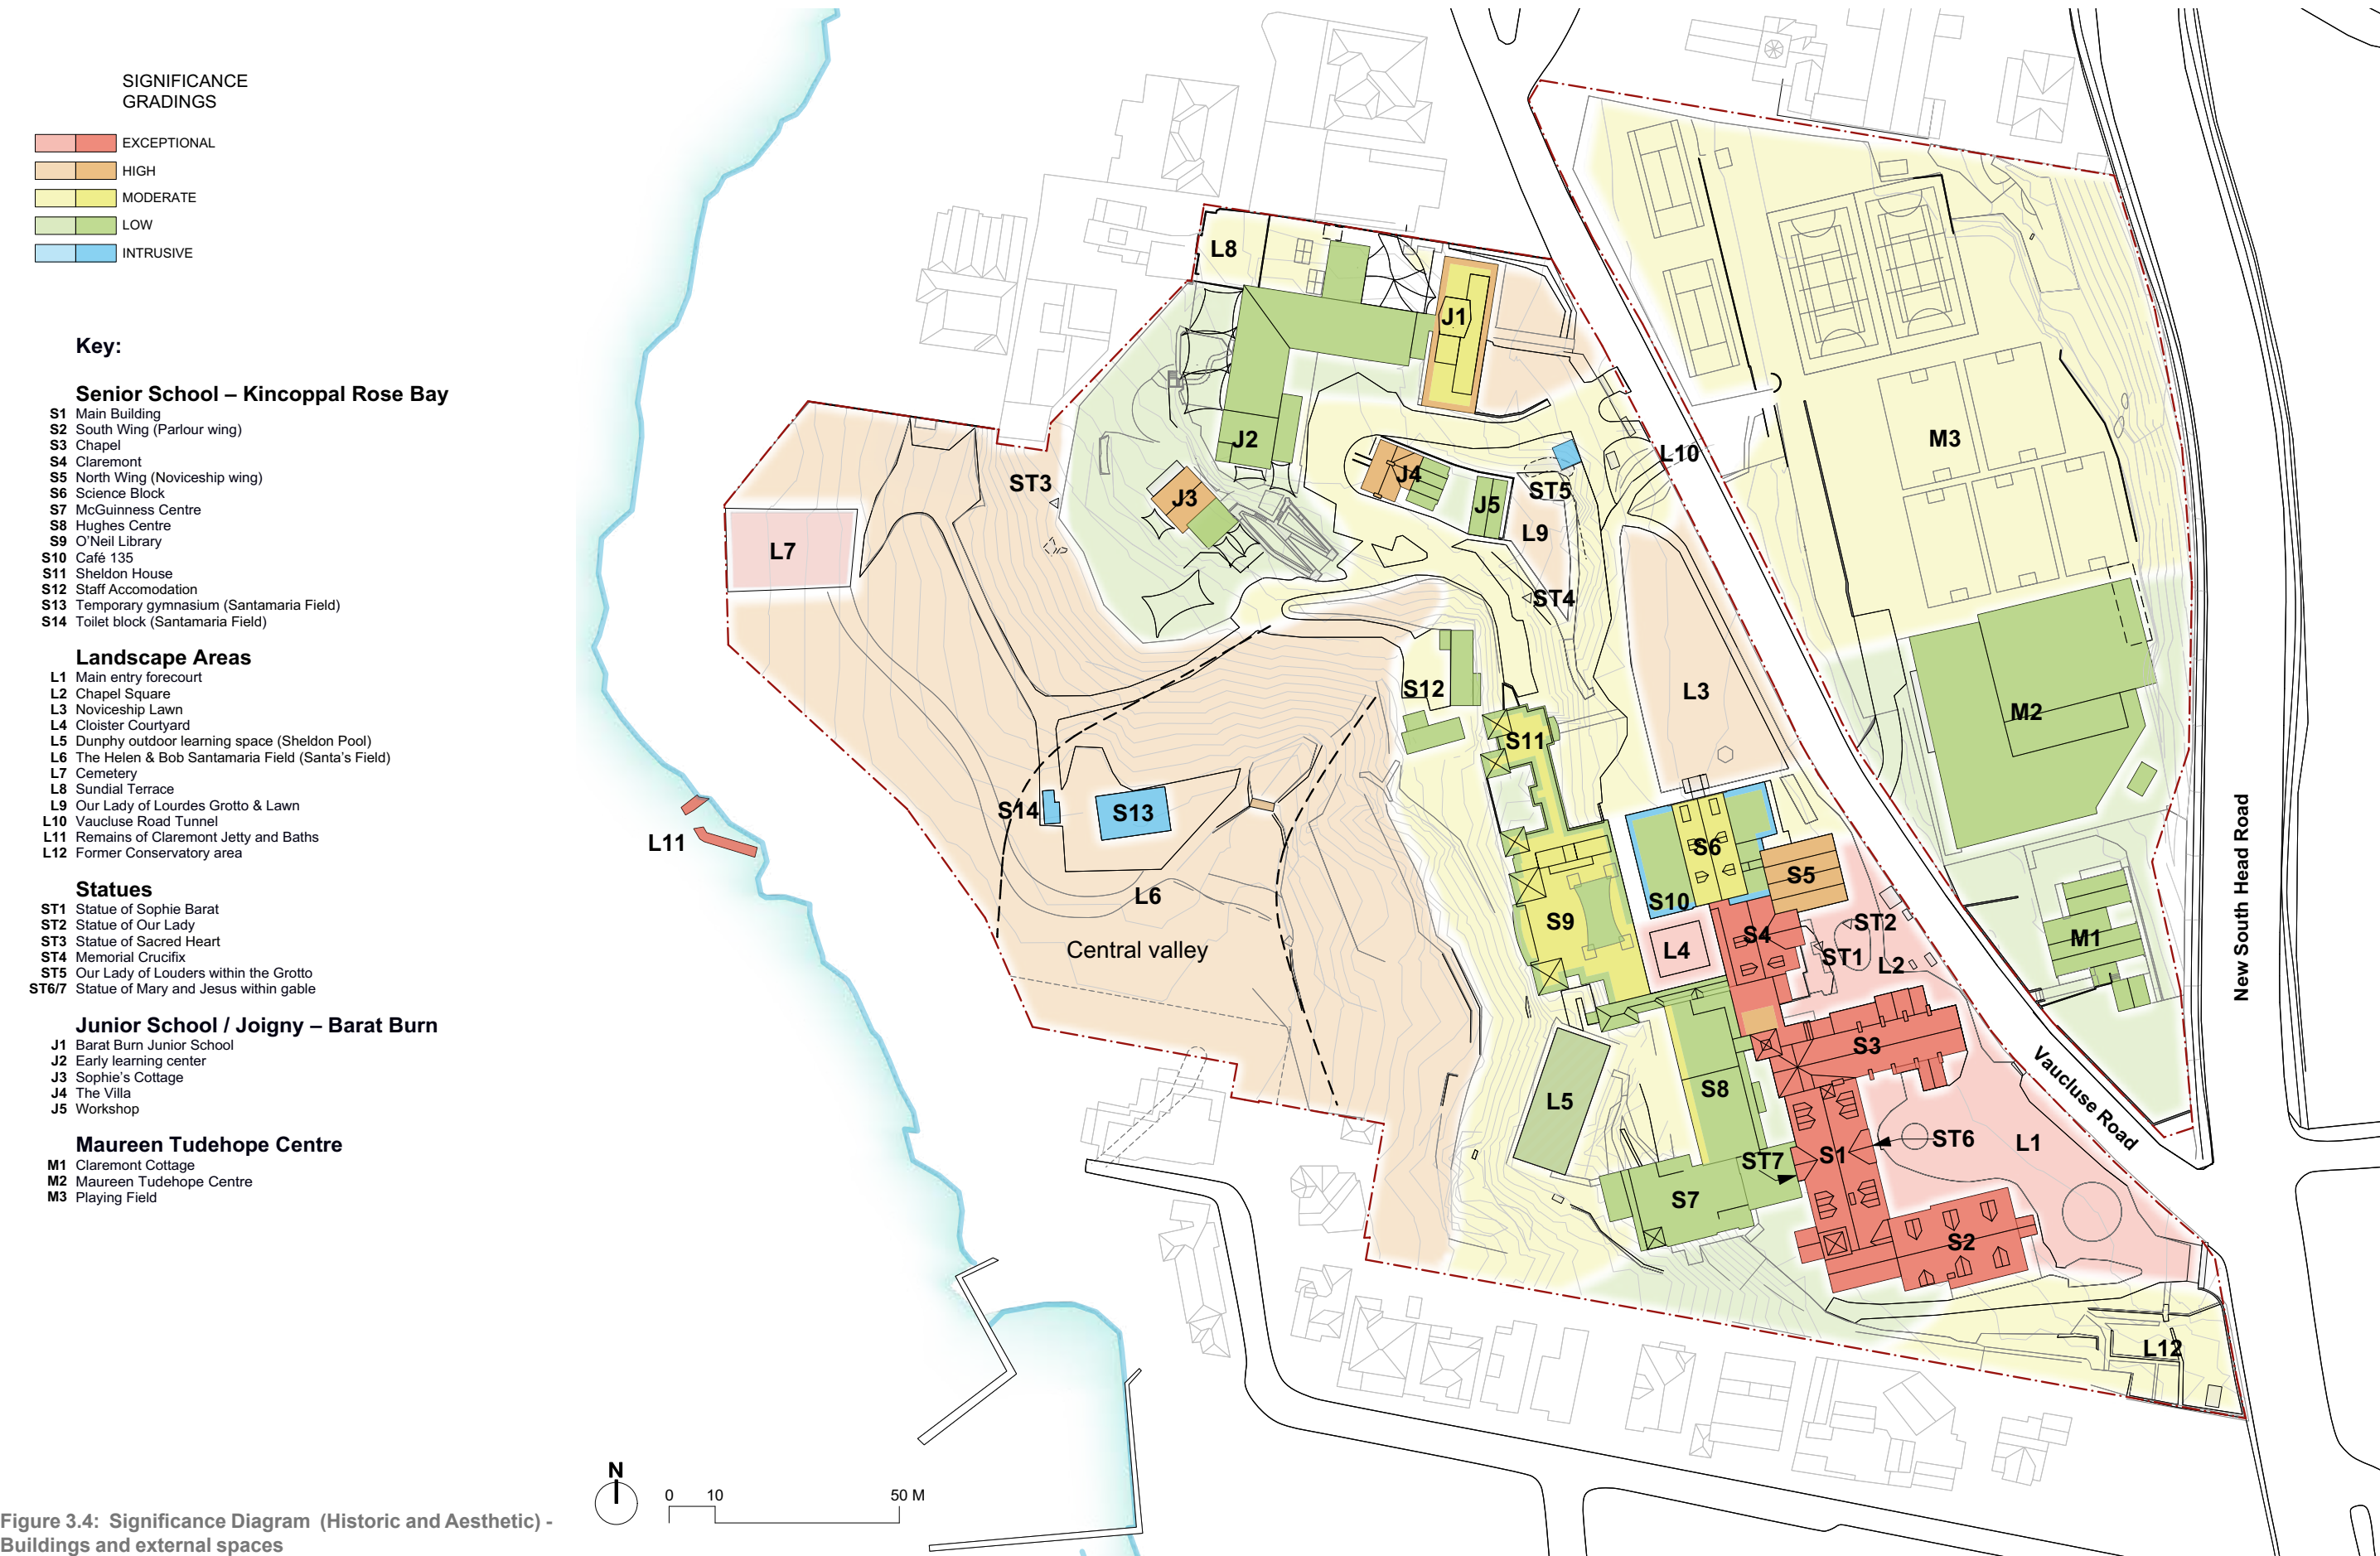 SIGNIFICANCE
GRADINGS
EXCEPTIONAL
HIGH
MODERATE
LOW
INTRUSIVE
Key:
Senior School – Kincoppal Rose Bay
S1 Main Building
S2 South Wing (Parlour wing)
S3 Chapel
S4 Claremont
S5 North Wing (Noviceship wing)
S6 Science Block
S7 McGuinness Centre
S8 Hughes Centre
S9 O'Neil Library
S10 Café 135
S11 Sheldon House
S12 Staff Accomodation
S13 Temporary gymnasium (Santamaria Field)
S14 Toilet block (Santamaria Field)
Landscape Areas
L1 Main entry forecourt
L2 Chapel Square
L3 Noviceship Lawn
L4 Cloister Courtyard
L5 Dunphy outdoor learning space (Sheldon Pool)
L6 The Helen & Bob Santamaria Field (Santa's Field)
L7 Cemetery
L8 Sundial Terrace
L9 Our Lady of Lourdes Grotto & Lawn
L10 Vaucluse Road Tunnel
L11 Remains of Claremont Jetty and Baths
L12 Former Conservatory area
Statues
ST1 Statue of Sophie Barat
ST2 Statue of Our Lady
ST3 Statue of Sacred Heart
ST4 Memorial Crucifix
ST5 Our Lady of Louders within the Grotto
ST6/7 Statue of Mary and Jesus within gable
Junior School / Joigny – Barat Burn
J1 Barat Burn Junior School
J2 Early learning center
J3 Sophie's Cottage
J4 The Villa
J5 Workshop
Maureen Tudehope Centre
M1 Claremont Cottage
M2 Maureen Tudehope Centre
M3 Playing Field
Figure 3.4: Significance Diagram (Historic and Aesthetic) -
Buildings and external spaces
N
0 10 50 M
L8
J1
J2
M3
L10
ST3
J4
ST5
J3
J5
L9
L7
ST4
L3
S12
M2
S11
S14
S13
L11
S6
S5
New South Head Road
L6
S10
S9
ST2
S4
M1
Central valley
L4
ST1
L2
S3
Vaucluse Road
S8
L5
ST6
L1
S1
ST7
S7
S2
L12